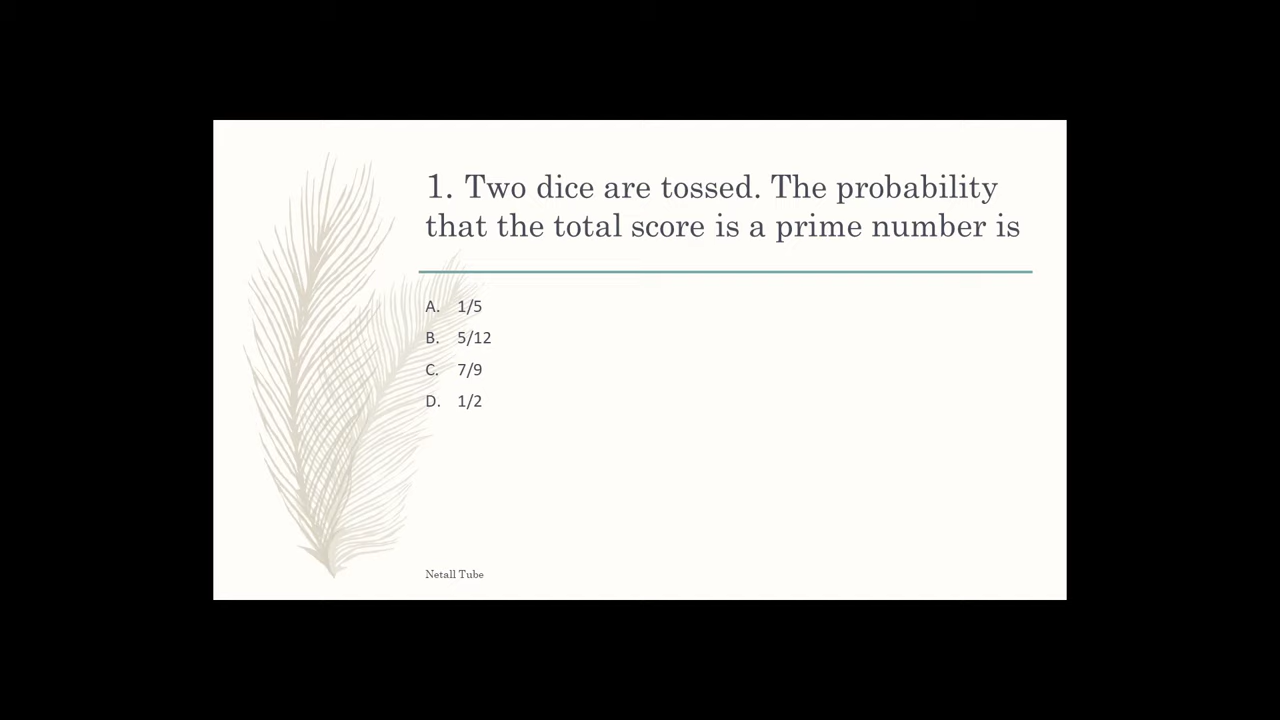 1. Two dice are tossed. The probability
that the total score is a prime number is
A. 1/5
B. 5/12
C. 7/9
D. 1/2
Netall Tube